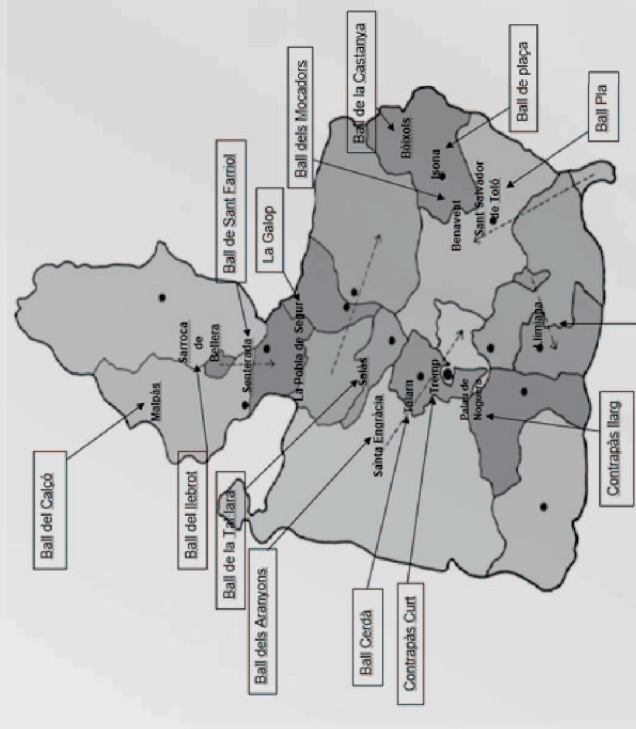 Ball del Calçó
Malpàs
Sarroca
de
Bellera
Ball del llebrot
Ball de Sant Farriol
Ball de la Tallara
Senterada
La Galop
Ball dels Aranyons
La Pobla de Segur
Ball dels Mocadors
Ball de la Castanya
Salàs
Santa Engràcia
Ball Cerdà
Bóixols
Talarn
Contrapàs Curt
Tremp
Isona
Benavent
Palau de
Noguera
Sant Salvador
de Toló
Ball de plaça
Llimiana
Ball Pla
Contrapàs llarg